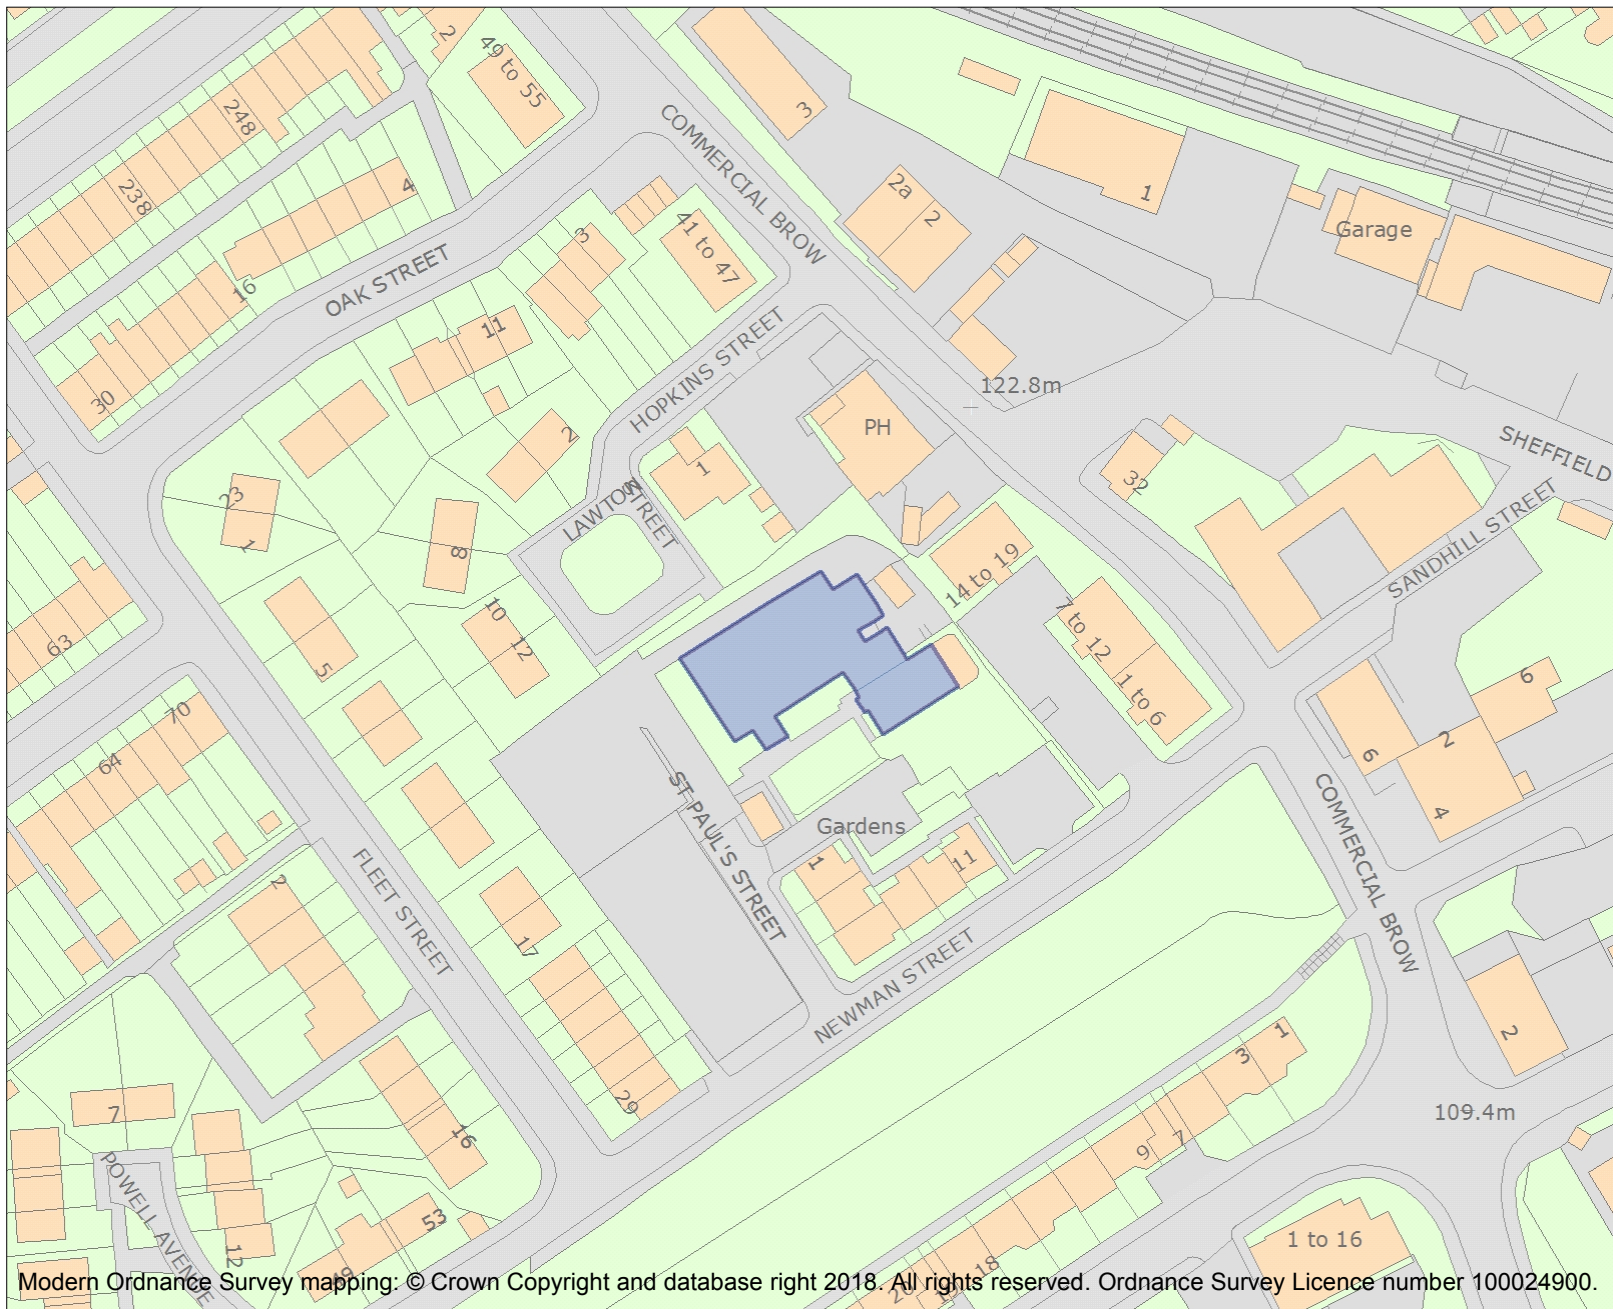 2
49 to 55
248
238
4
COMMERCIAL BROW
3
2a
2
1
Garage
3
41 to 47
16
OAK STREET
11
30
HOPKINS STREET
122.8m
PH
2
1
SHEFFIELD
32
23
1
LAWTON
STREET
8
SANDHILL STREET
14 to 19
10
12
7 to 12
1 to 6
63
5
70
64
6
2
6
4
ST PAUL'S STREET
COMMERCIAL BROW
Gardens
1
11
FLEET STREET
2
17
NEWMAN STREET
2
1
3
29
7
16
9
7
109.4m
POWELL AVENUE
53
12
49
18
20
1 to 16
Modern Ordnance Survey mapping: © Crown Copyright and database right 2018. All rights reserved. Ordnance Survey Licence number 100024900.